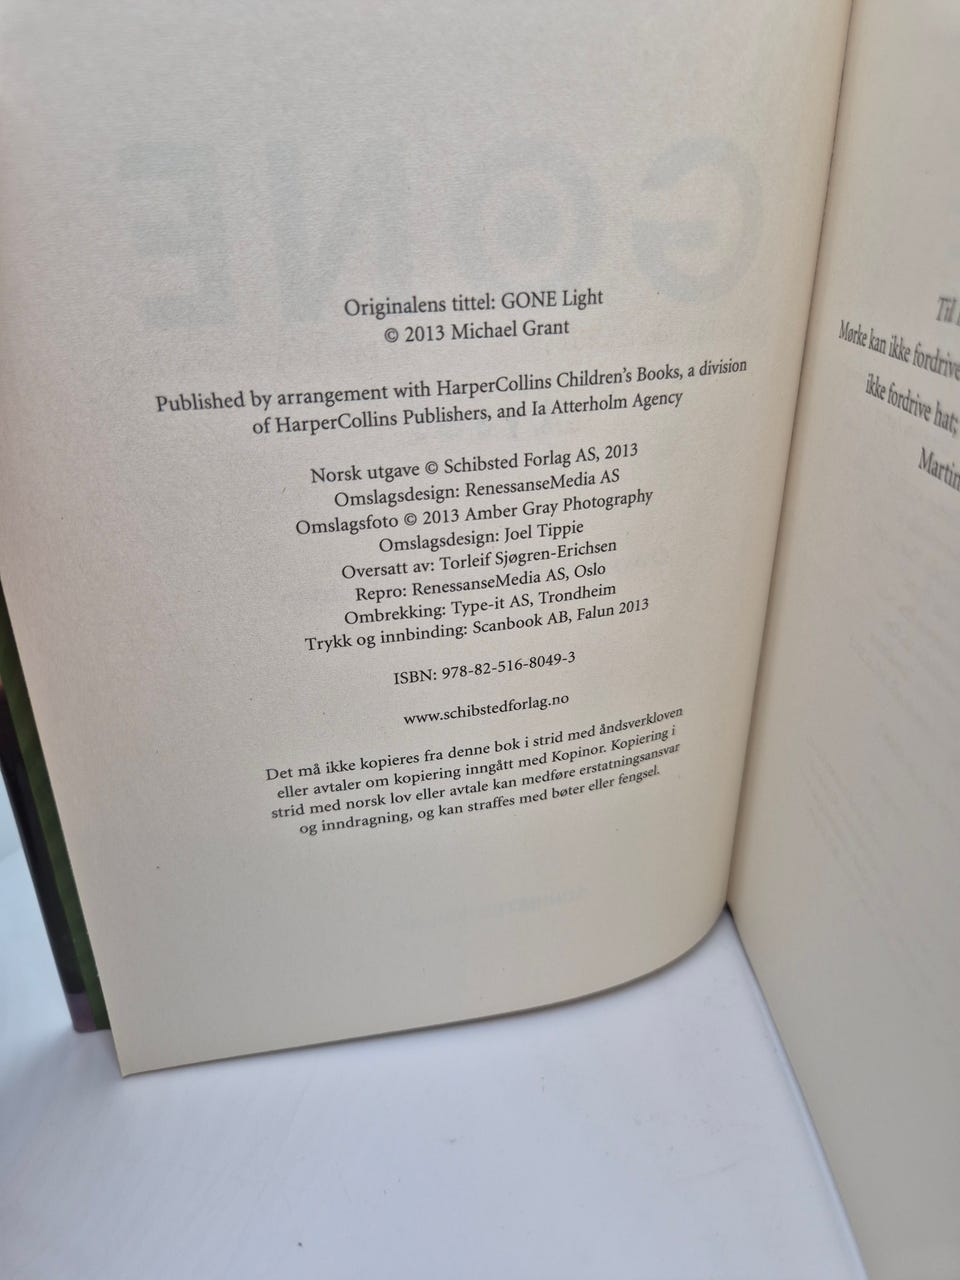 Originalens tittel: GONE Light
© 2013 Michael Grant
Published by arrangement with HarperCollins Children's Books, a division
of HarperCollins Publishers, and Ia Atterholm Agency
Norsk utgave © Schibsted Forlag AS, 2013
Omslagsdesign: RenessanseMedia AS
Omslagsfoto © 2013 Amber Gray Photography
Omslagsdesign: Joel Tippie
Oversatt av: Torleif Sjøgren-Erichsen
Repro: RenessanseMedia AS, Oslo
Ombrekking: Type-it AS, Trondheim
Trykk og innbinding: Scanbook AB, Falun 2013
ISBN: 978-82-516-8049-3
www.schibstedforlag.no
Det må ikke kopieres fra denne bok i strid med åndsverkloven
eller avtaler om kopiering inngått med Kopinor. Kopiering i
strid med norsk lov eller avtale kan medføre erstatningsansvar
og inndragning, og kan straffes med bøter eller fengsel.
GONE
Til
Mørke kan ikke fordrive
ikke fordrive hat;
Martin